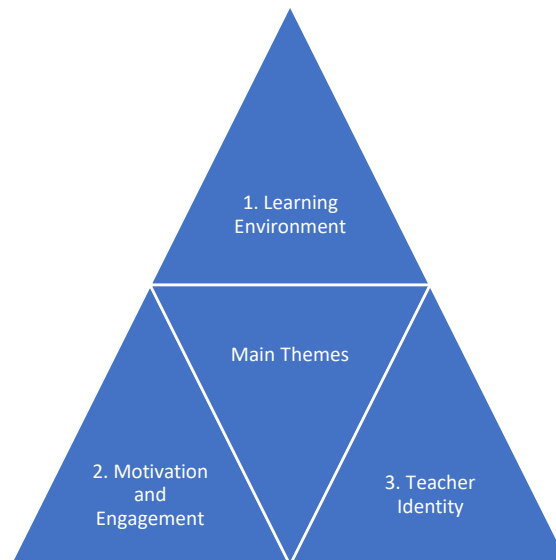 1. Learning
Environment
Main Themes
2. Motivation
and
Engagement
3. Teacher
Identity